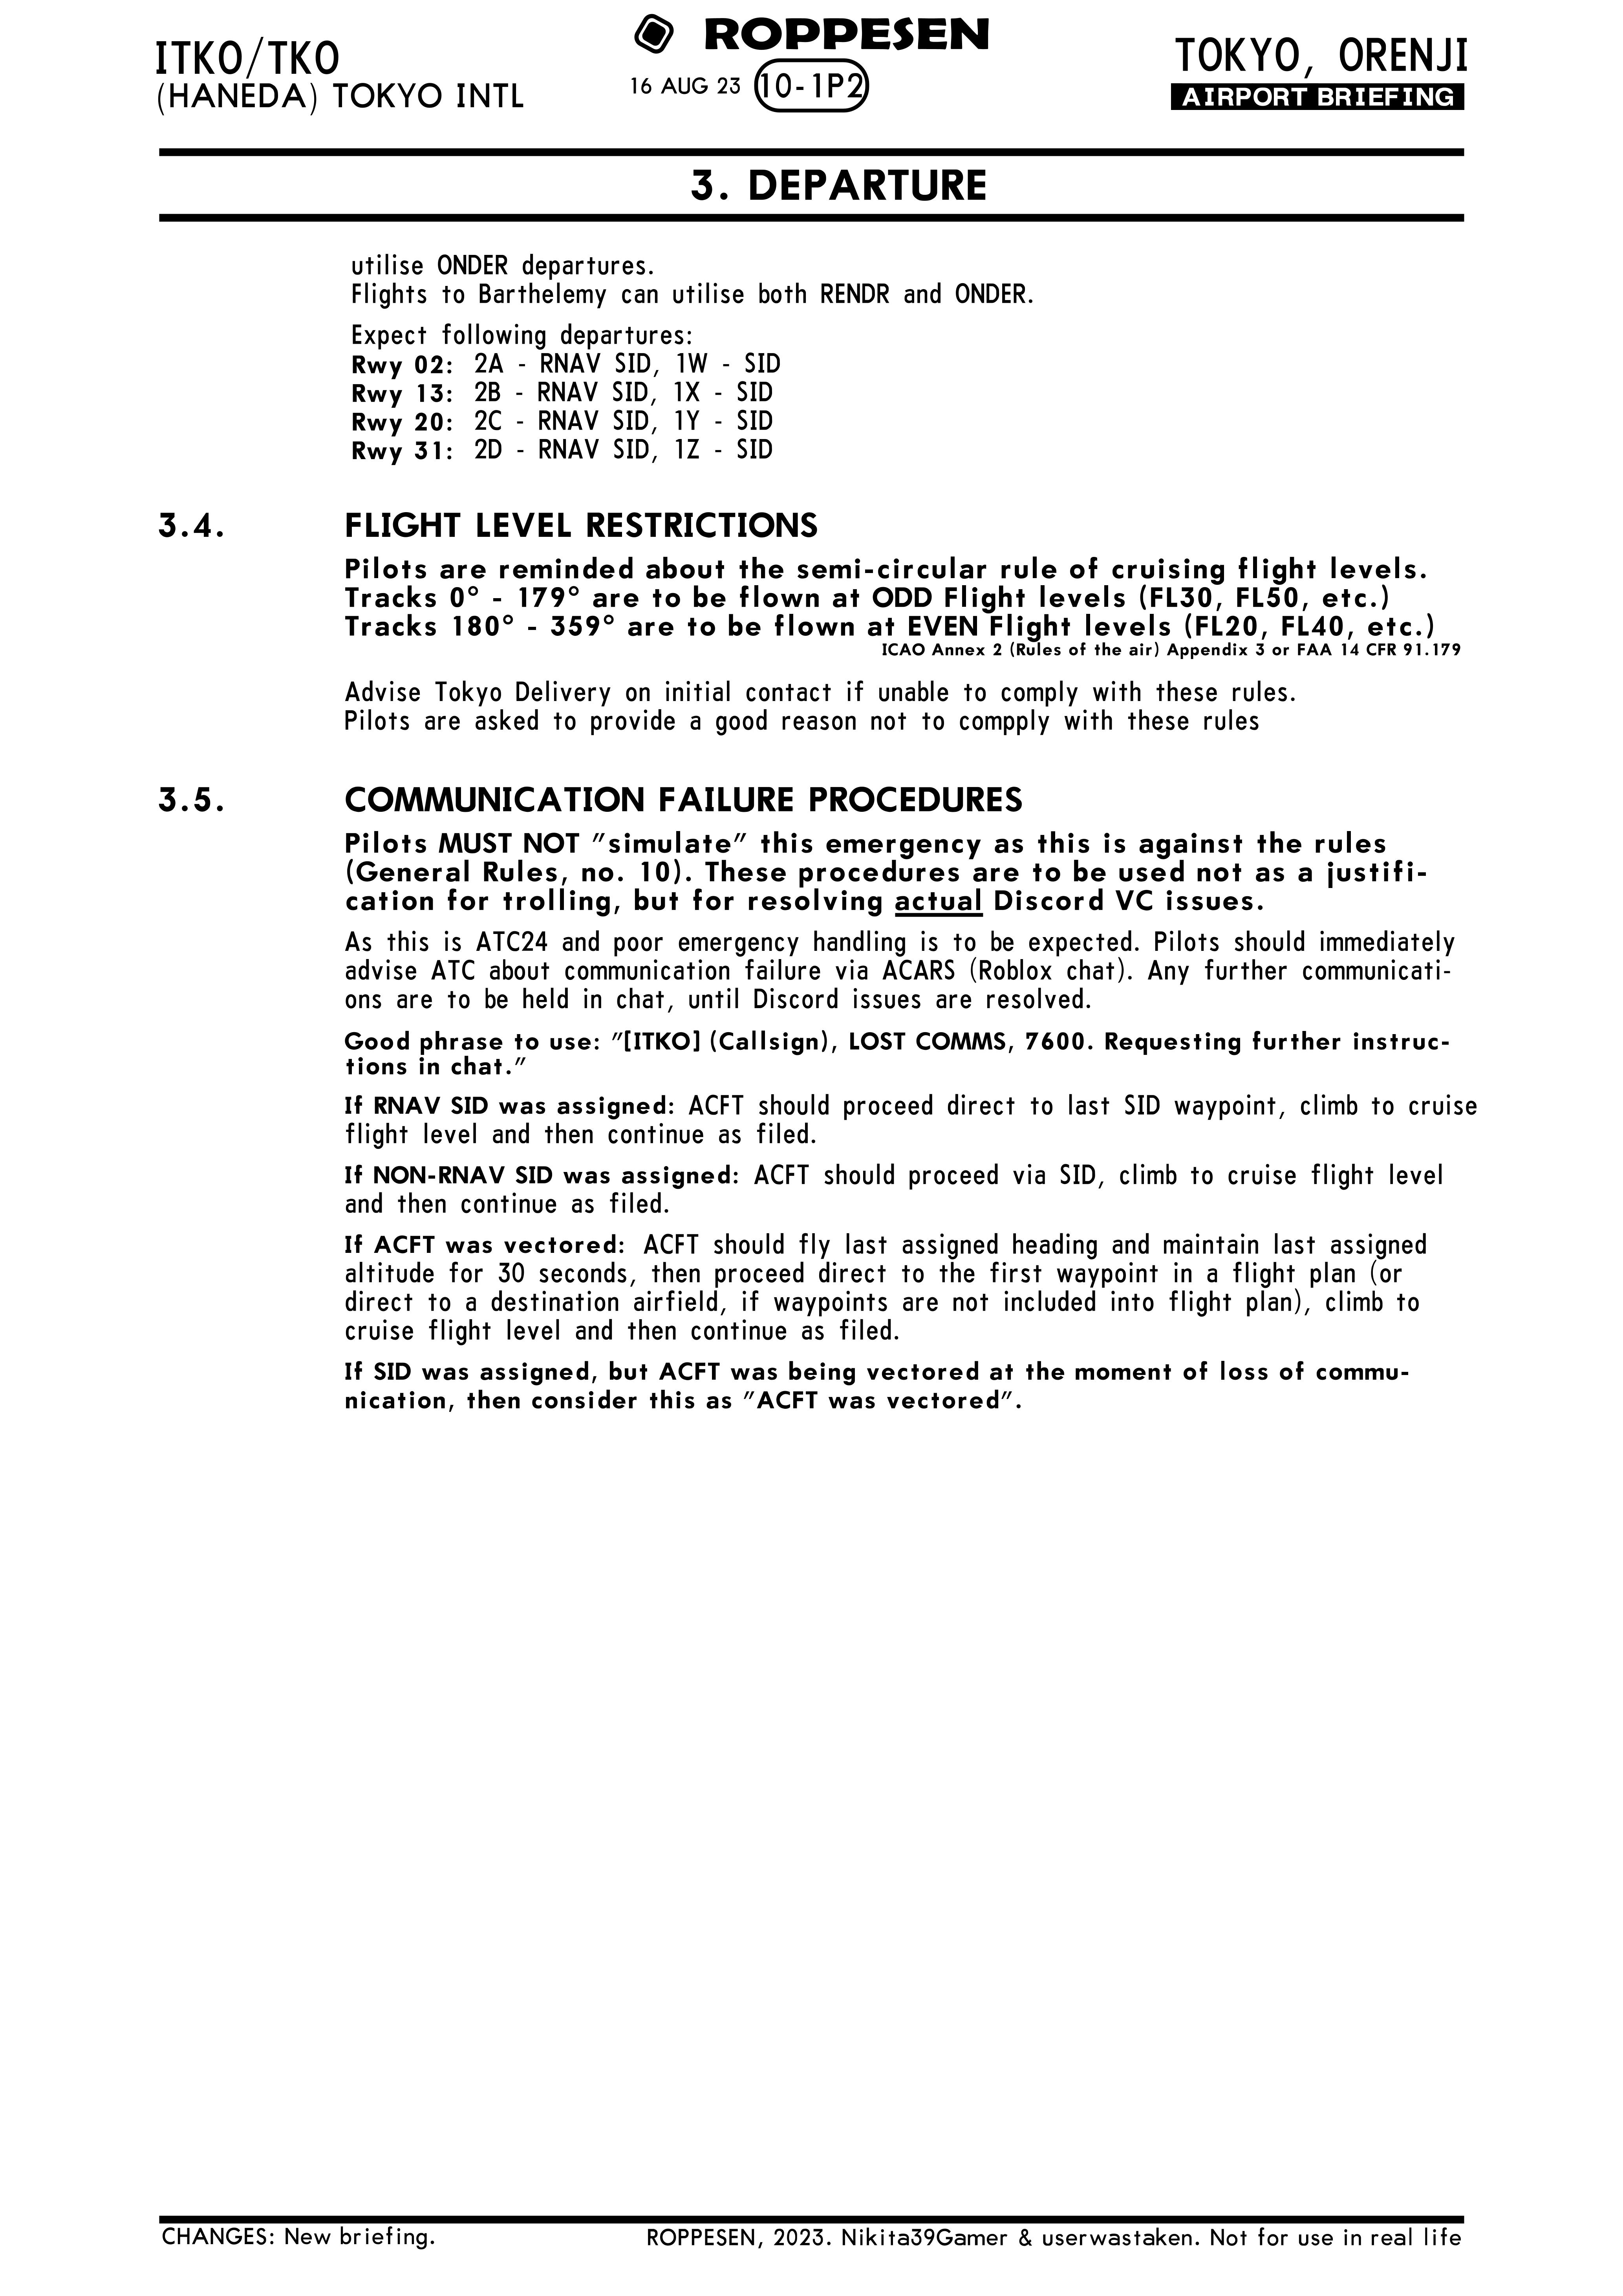 ITKO/TKO
(HANEDA) TOKYO INTL
ROPPESEN
16 AUG 23 10-1P2
TOKYO, ORENJI
AIRPORT BRIEFING
3. DEPARTURE
utilise ONDER departures.
Flights to Barthelemy can utilise both RENDR and ONDER.
Expect following departures:
Rwy 02: 2A - RNAV SID, 1W - SID
Rwy 13: 2B - RNAV SID, 1X - SID
Rwy 20: 2C - RNAV SID, 1Y - SID
Rwy 31: 2D - RNAV SID, 1Z - SID
3.4. FLIGHT LEVEL RESTRICTIONS
Pilots are reminded about the semi-circular rule of cruising flight levels.
Tracks 0° - 179° are to be flown at ODD Flight levels (FL30, FL50, etc.)
Tracks 180° - 359° are to be flown at EVEN Flight levels (FL20, FL40, etc.)
ICAO Annex 2 (Rules of the air) Appendix 3 or FAA 14 CFR 91.179
Advise Tokyo Delivery on initial contact if unable to comply with these rules.
Pilots are asked to provide a good reason not to compply with these rules
3.5. COMMUNICATION FAILURE PROCEDURES
Pilots MUST NOT "simulate" this emergency as this is against the rules
(General Rules, no. 10). These procedures are to be used not as a justifi-
cation for trolling, but for resolving actual Discord VC issues.
As this is ATC24 and poor emergency handling is to be expected. Pilots should immediately
advise ATC about communication failure via ACARS (Roblox chat). Any further communicati-
ons are to be held in chat, until Discord issues are resolved.
Good phrase to use: "[ITKO] (Callsign), LOST COMMS, 7600. Requesting further instruc-
tions in chat."
If RNAV SID was assigned: ACFT should proceed direct to last SID waypoint, climb to cruise
flight level and then continue as filed.
If NON-RNAV SID was assigned: ACFT should proceed via SID, climb to cruise flight level
and then continue as filed.
If ACFT was vectored: ACFT should fly last assigned heading and maintain last assigned
altitude for 30 seconds, then proceed direct to the first waypoint in a flight plan (or
direct to a destination airfield, if waypoints are not included into flight plan), climb to
cruise flight level and then continue as filed.
If SID was assigned, but ACFT was being vectored at the moment of loss of commu-
nication, then consider this as "ACFT was vectored".
CHANGES: New briefing.
ROPPESEN, 2023. Nikita39Gamer & userwastaken. Not for use in real life